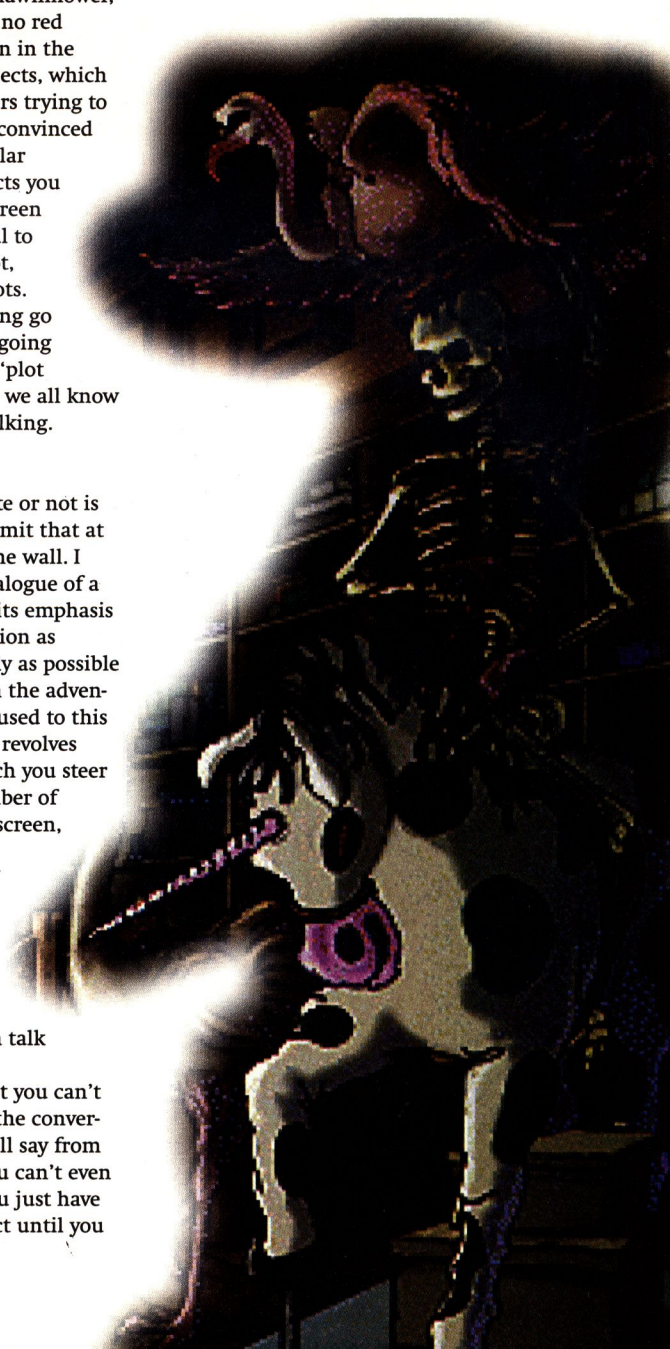 no red
n in the
ects, which
rs trying to
convinced
lar
cts you
reen
l to
t,
ots.
ng go
going
'plot
we all know
lking.
te or not is
mit that at
ne wall. I
alogue of a
its emphasis
ion as
y as possible
the adven-
used to this
revolves
ch you steer
ber of
screen,
talk
t you can't
the conver-
ll say from
u can't even
u just have
ct until you